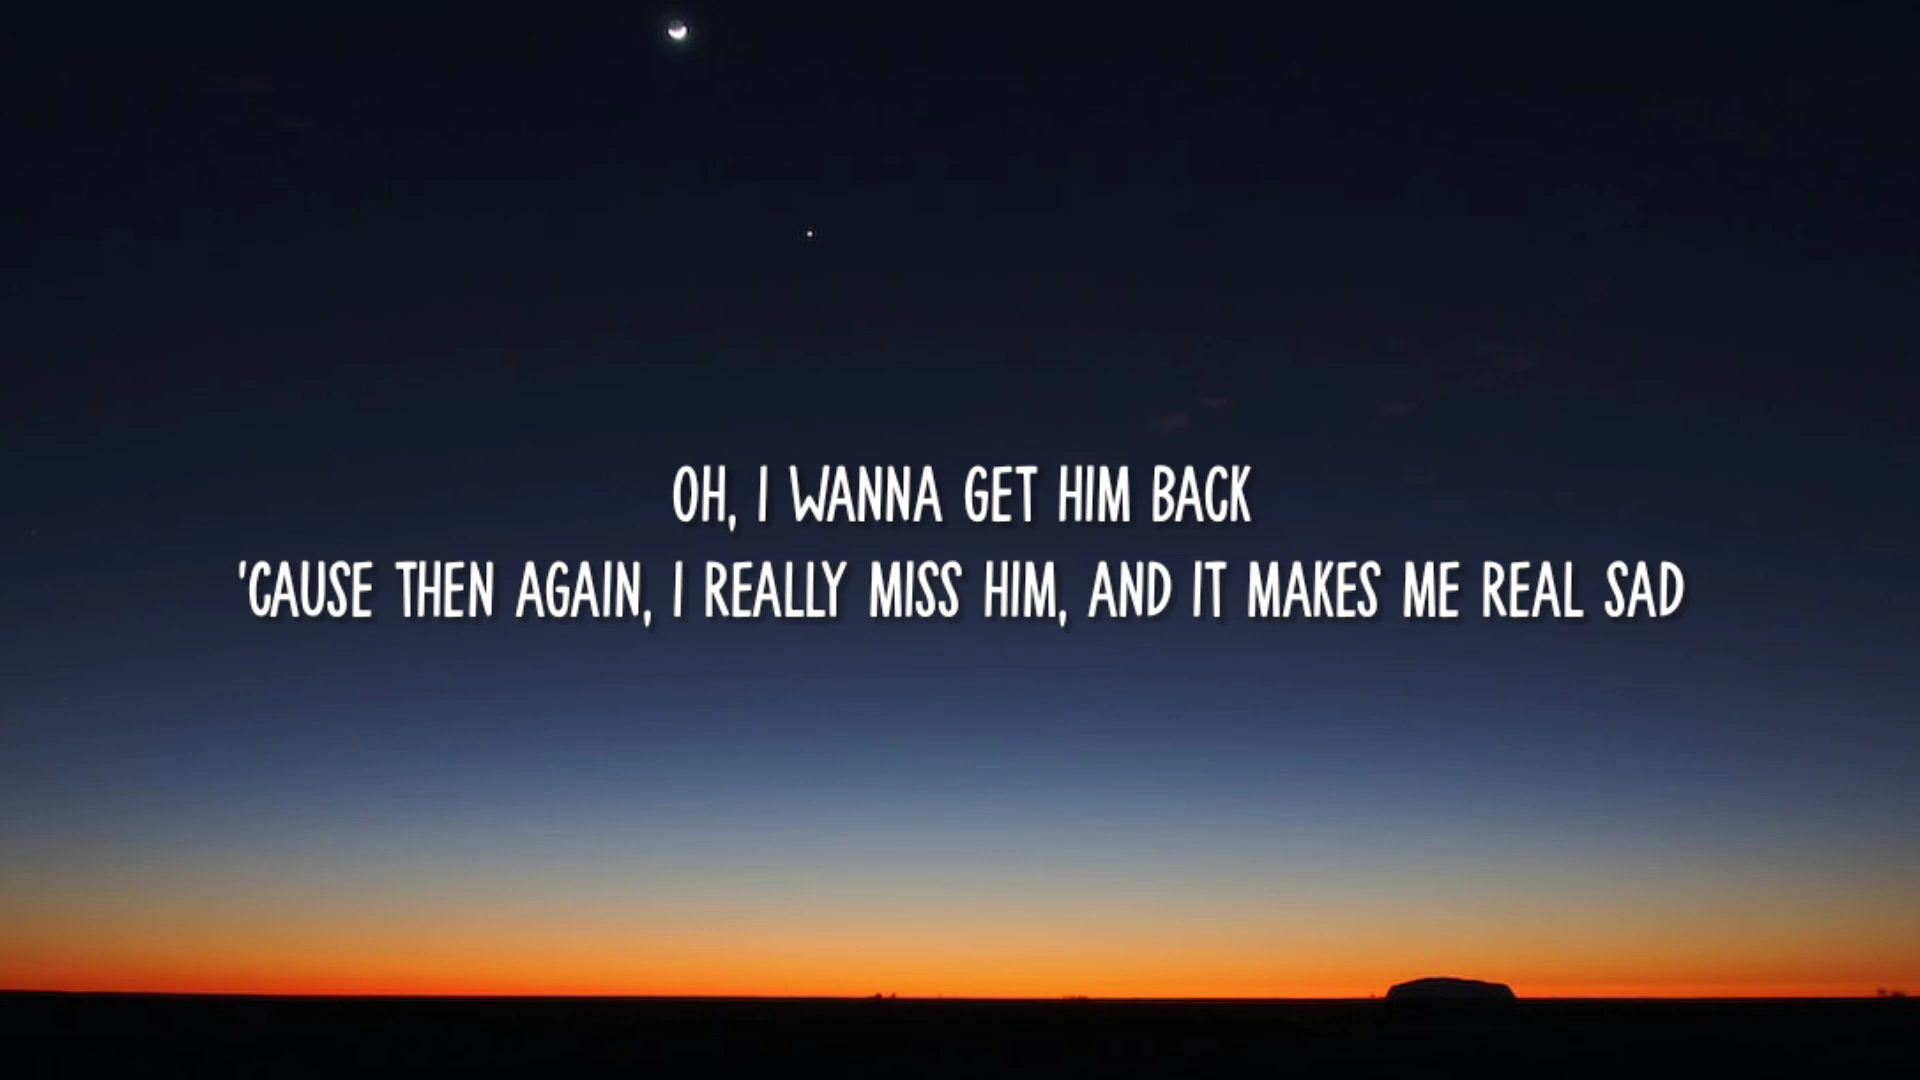 OH, I WANNA GET HIM BACK
'CAUSE THEN AGAIN, I REALLY MISS HIM, AND IT MAKES ME REAL SAD